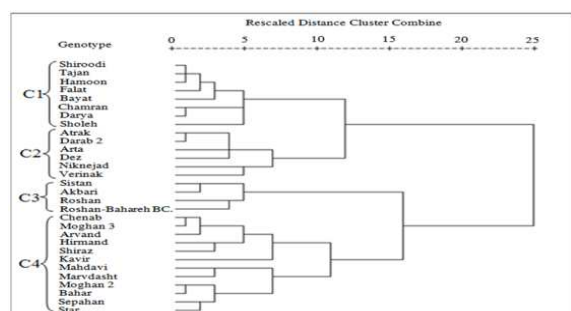 Rescaled Distance Cluster Combine
Genotype
0 5 10 15 20 25
C1
Shiroodi
Tajan
Hamoon
Falat
Bayat
Chamran
Darya
Sholeh
C2
Atrak
Darab 2
Arta
Dez
Niknejad
Verinak
C3
Sistan
Akbari
Roshan
Roshan-Bahareh BC.
C4
Chenab
Moghan 3
Arvand
Hirmand
Shiraz
Kavir
Mahdavi
Marvdasht
Moghan 2
Bahar
Sepahan
Star